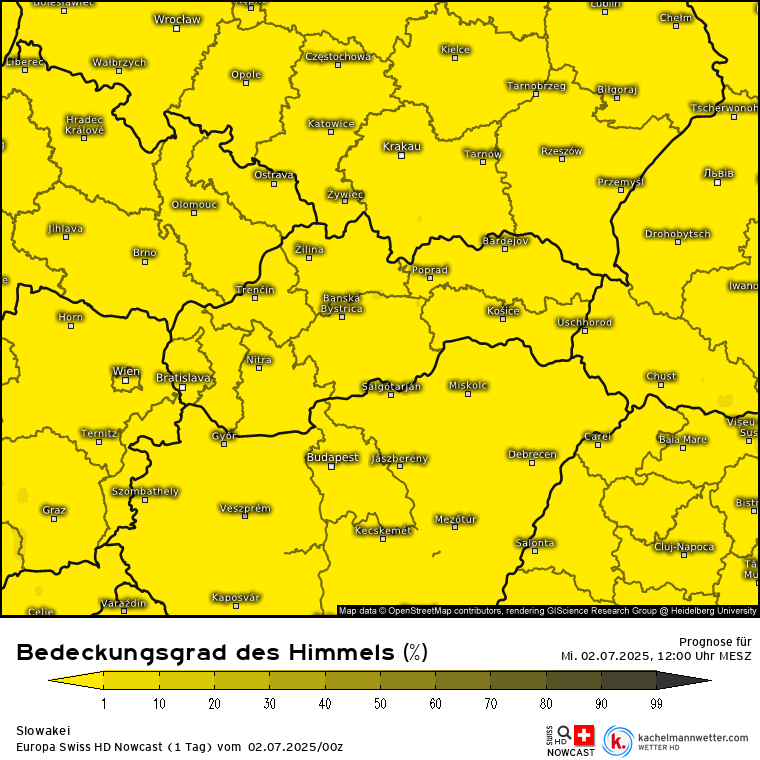 Boleslawiec
Wrocław
Lublin
Chełm
Liberec
Wałbrzych
Częstochowa
Kielce
Opole
Tarnobrzeg
Biłgoraj
Tscherwonoh
Hradec
Králové
Katowice
Krakau
Tarnów
Rzeszów
Ostrava
Żywiec
Przemyśl
Львів
Olomouc
Jihlava
Brno
Žilina
Bardejov
Drohobytsch
Poprad
Trenčín
Banská
Bystrica
Iwano
Horn
Košice
Uschhorod
Wien
Bratislava
Nitra
Salgótarján
Miskolc
Chust
Ternitz
Győr
Budapest
Jászberény
Debrecen
Carei
Baia Mare
Vișeu
Sus
Szombathely
Graz
Veszprém
Kecskemét
Mezőtúr
Salonta
Cluj-Napoca
Bistr
Celje
Varaždin
Kaposvár
Map data © OpenStreetMap contributors, rendering GIScience Research Group @ Heidelberg University
Bedeckungsgrad des Himmels (%)
Prognose für
Mi. 02.07.2025, 12:00 Uhr MESZ
1 10 20 30 40 50 60 70 80 90 99
Slowakei
Europa Swiss HD Nowcast (1 Tag) vom 02.07.2025/00z
SWISS HD
NOWCAST
k.
kachelmannwetter.com
WETTER HD